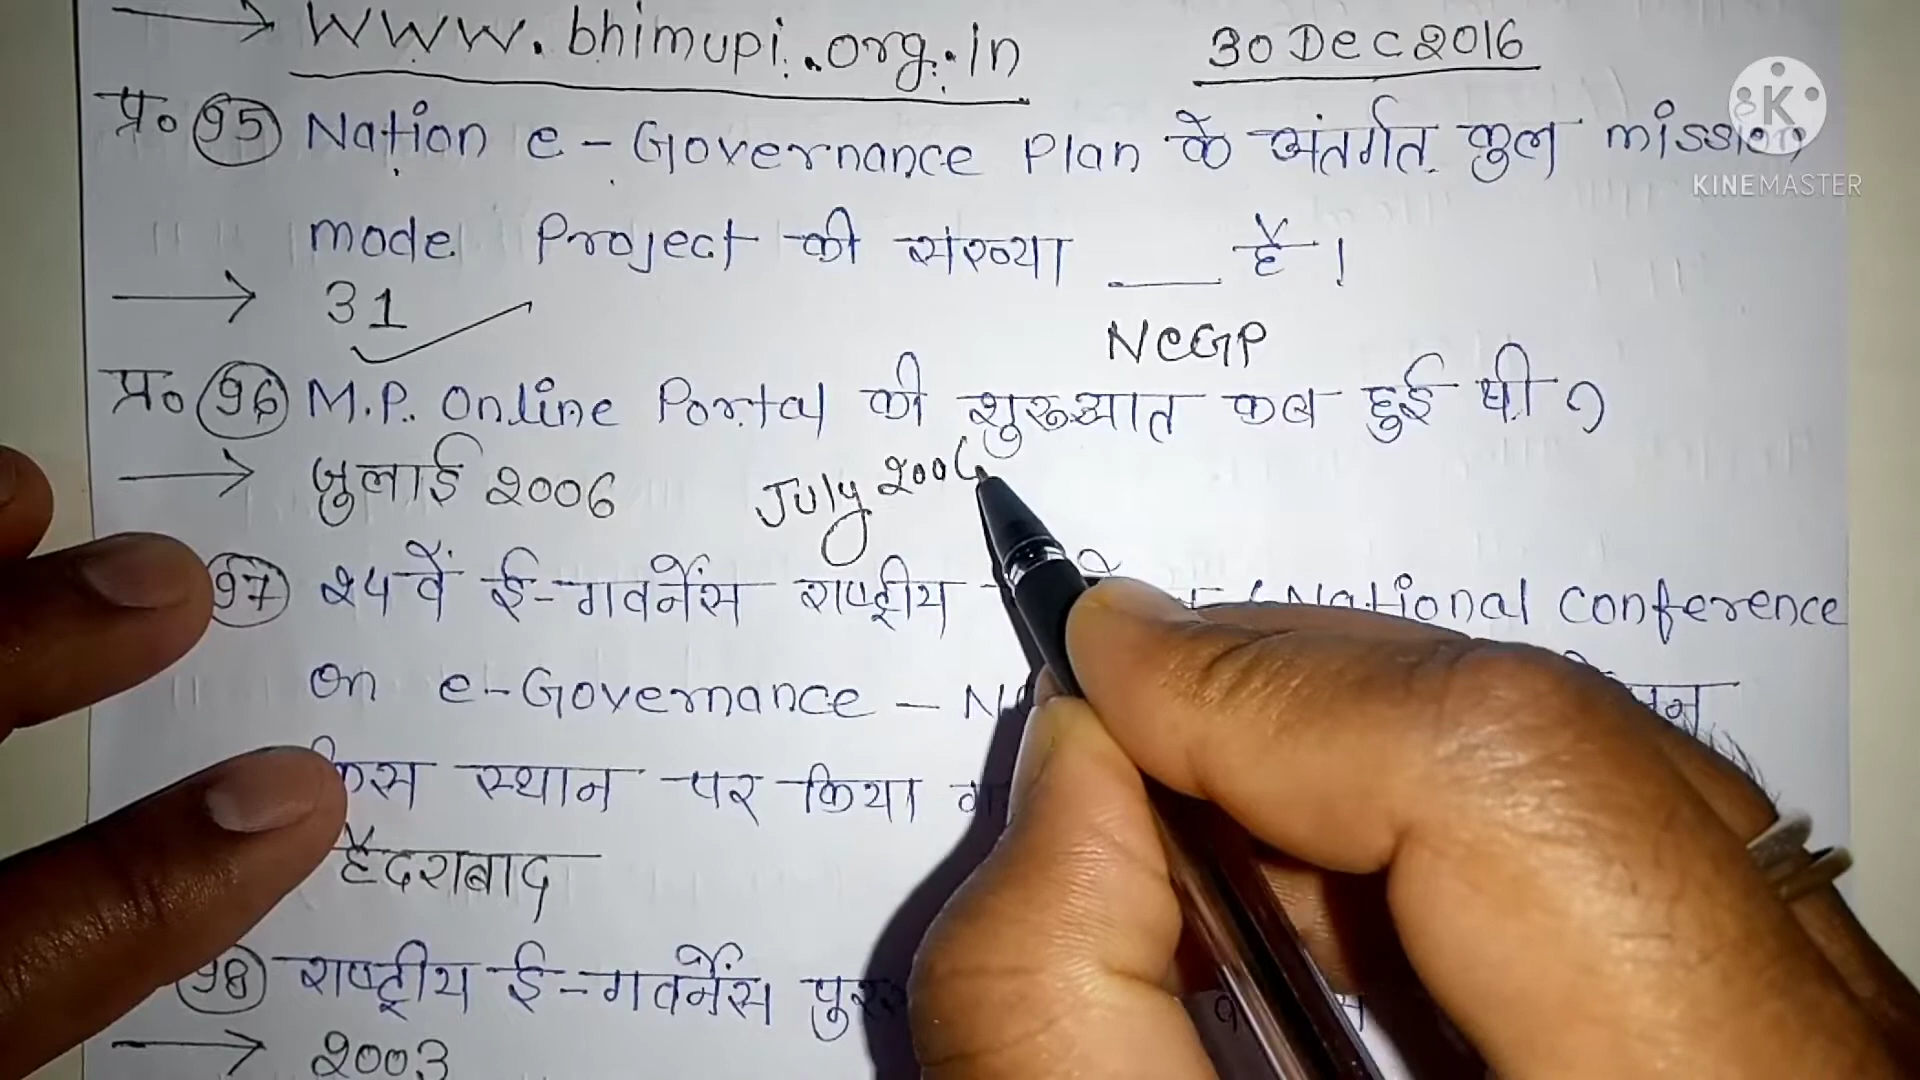 → www.bhimupi.org.in 30 Dec 2016
प्र० 95 Nation e-Governance Plan के अंतर्गत कुल mission
mode Project की संख्या ___ है।
→ 31
NeGP
प्र० 96 M.P. Online Portal की शुरूआत कब हुई थी ?
→ जुलाई 2006 July 2006
97 24वें ई-गवर्नेंस राष्ट्रीय (National Conference
on e-Governance –
किस स्थान पर किया
हैदराबाद
98 राष्ट्रीय ई-गवर्नेंस
→ 2003
K
KINEMASTER